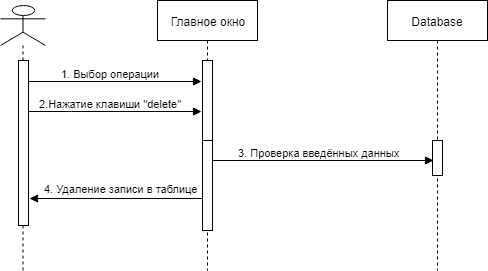 Главное окно
Database
1. Выбор операции
2.Нажатие клавиши "delete"
3. Проверка введённых данных
4. Удаление записи в таблице